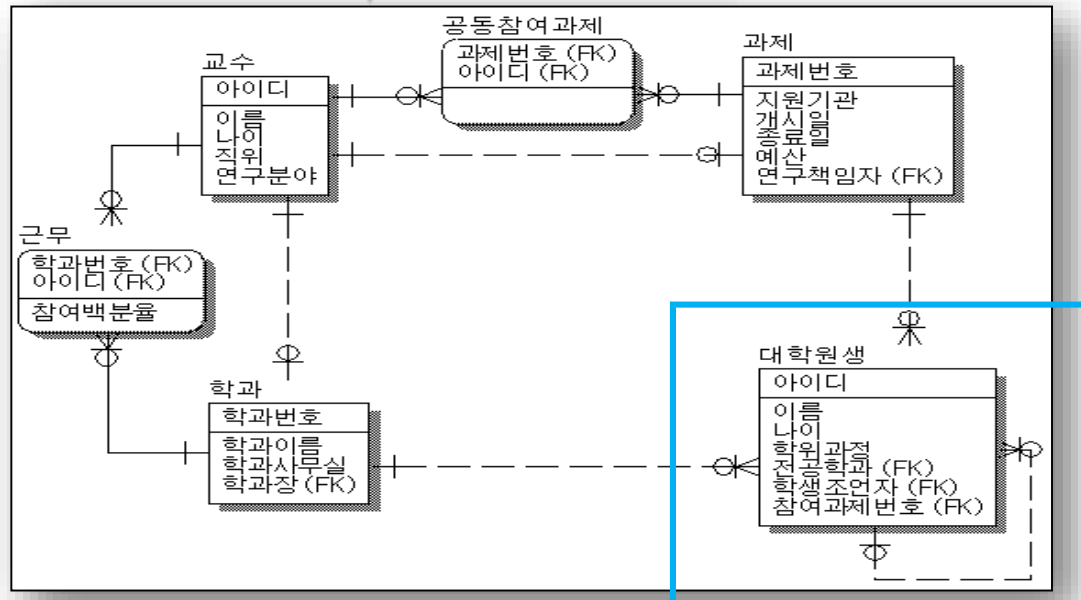 공동참여과제
과제번호 (FK)
아이디 (FK)
교수
아이디
이름
나이
직위
연구분야
과제
과제번호
지원기관
개시일
종료일
예산
연구책임자 (FK)
근무
학과번호 (FK)
아이디 (FK)
참여백분율
학과
학과번호
학과이름
학과사무실
학과장 (FK)
대학원생
아이디
이름
나이
학위과정
전공학과 (FK)
학생조언자 (FK)
참여과제번호 (FK)